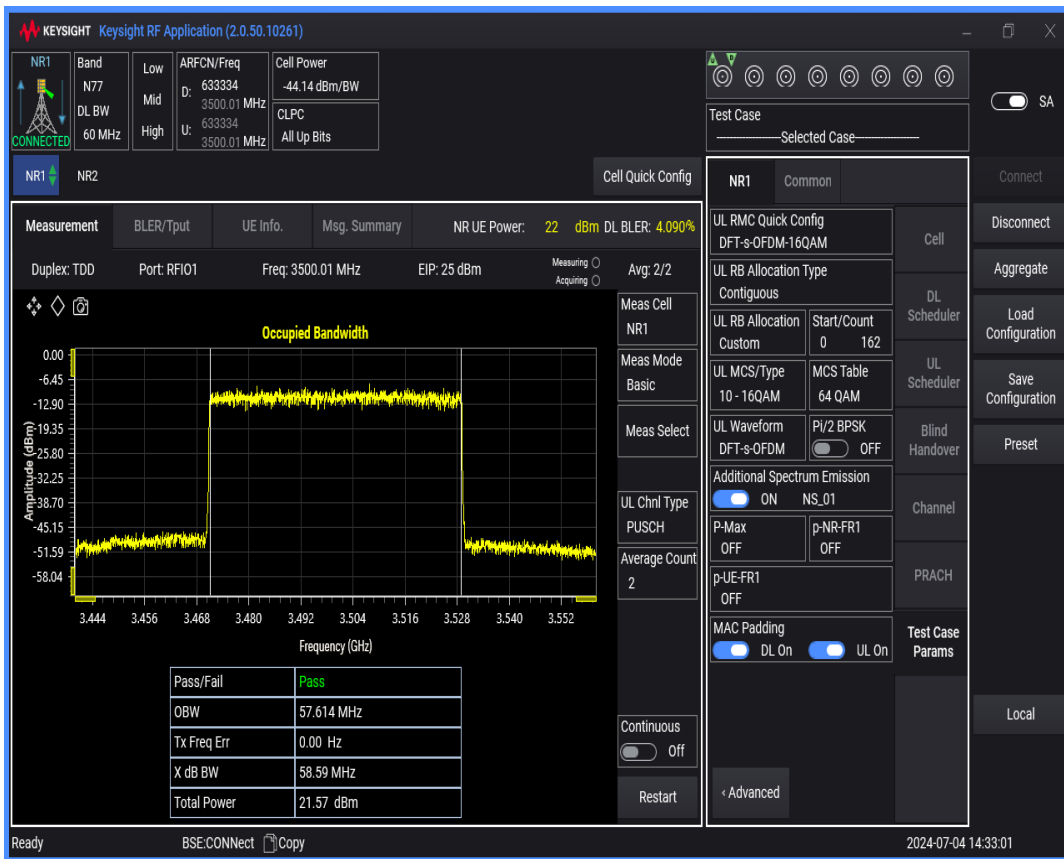 KEYSIGHT Keysight RF Application (2.0.50.10261)
NR1
CONNECTED
Band
N77
DL BW
60 MHz
Low
Mid
High
ARFCN/Freq
D: 633334
3500.01 MHz
U: 633334
3500.01 MHz
Cell Power
-44.14 dBm/BW
CLPC
All Up Bits
Test Case
Selected Case
SA
NR1 NR2 Cell Quick Config
Measurement BLER/Tput UE Info. Msg. Summary NR UE Power: 22 dBm DL BLER: 4.090%
Duplex: TDD Port: RFIO1 Freq: 3500.01 MHz EIP: 25 dBm Measuring Acquiring Avg: 2/2
Occupied Bandwidth
Amplitude (dBm)
0.00
-6.45
-12.90
-19.35
-25.80
-32.25
-38.70
-45.15
-51.59
-58.04
3.444 3.456 3.468 3.480 3.492 3.504 3.516 3.528 3.540 3.552
Frequency (GHz)
Pass/Fail Pass
OBW 57.614 MHz
Tx Freq Err 0.00 Hz
X dB BW 58.59 MHz
Total Power 21.57 dBm
Meas Cell
NR1
Meas Mode
Basic
Meas Select
UL Chnl Type
PUSCH
Average Count
2
Continuous
Off
Restart
NR1 Common
UL RMC Quick Config
DFT-s-OFDM-16QAM
UL RB Allocation Type
Contiguous
UL RB Allocation Start/Count
Custom 0 162
UL MCS/Type MCS Table
10 - 16QAM 64 QAM
UL Waveform Pi/2 BPSK
DFT-s-OFDM OFF
Additional Spectrum Emission
ON NS_01
P-Max p-NR-FR1
OFF OFF
p-UE-FR1
OFF
MAC Padding
DL On UL On
‹ Advanced
Cell
DL
Scheduler
UL
Scheduler
Blind
Handover
Channel
PRACH
Test Case
Params
Connect
Disconnect
Aggregate
Load
Configuration
Save
Configuration
Preset
Local
Ready BSE:CONNect Copy 2024-07-04 14:33:01